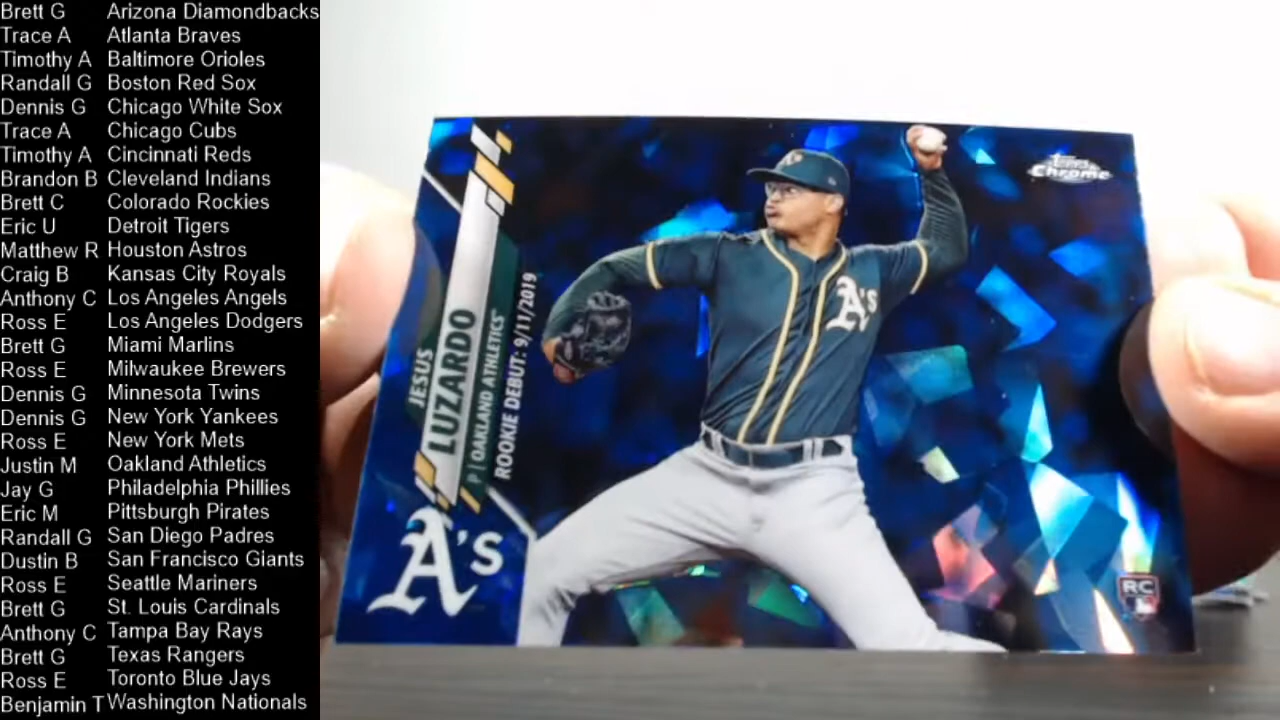 Brett G Arizona Diamondbacks
Trace A Atlanta Braves
Timothy A Baltimore Orioles
Randall G Boston Red Sox
Dennis G Chicago White Sox
Trace A Chicago Cubs
Timothy A Cincinnati Reds
Brandon B Cleveland Indians
Brett C Colorado Rockies
Eric U Detroit Tigers
Matthew R Houston Astros
Craig B Kansas City Royals
Anthony C Los Angeles Angels
Ross E Los Angeles Dodgers
Brett G Miami Marlins
Ross E Milwaukee Brewers
Dennis G Minnesota Twins
Dennis G New York Yankees
Ross E New York Mets
Justin M Oakland Athletics
Jay G Philadelphia Phillies
Eric M Pittsburgh Pirates
Randall G San Diego Padres
Dustin B San Francisco Giants
Ross E Seattle Mariners
Brett G St. Louis Cardinals
Anthony C Tampa Bay Rays
Brett G Texas Rangers
Ross E Toronto Blue Jays
Benjamin T Washington Nationals
Topps
Chrome
JESUS
LUZARDO
P | OAKLAND ATHLETICS™
ROOKIE DEBUT: 9/11/2019
A's
A's
RC